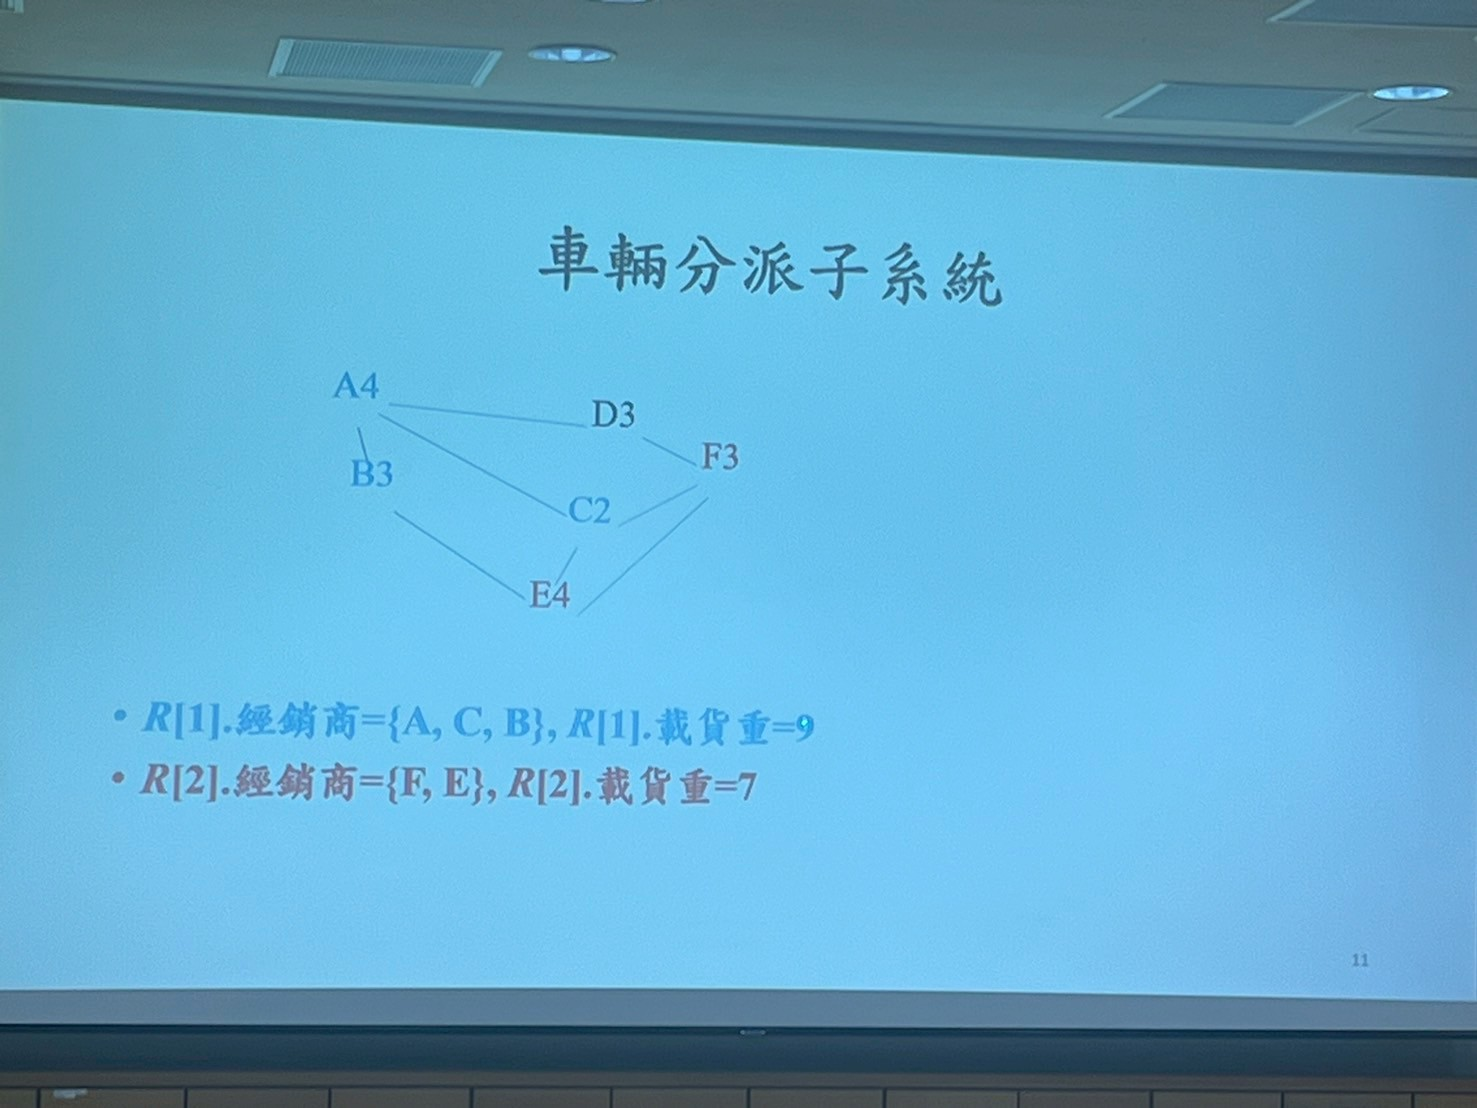 車輛分派子系統
A4
D3
F3
B3
C2
E4
• R[1].經銷商={A, C, B}, R[1].載貨重=9
• R[2].經銷商={F, E}, R[2].載貨重=7
11